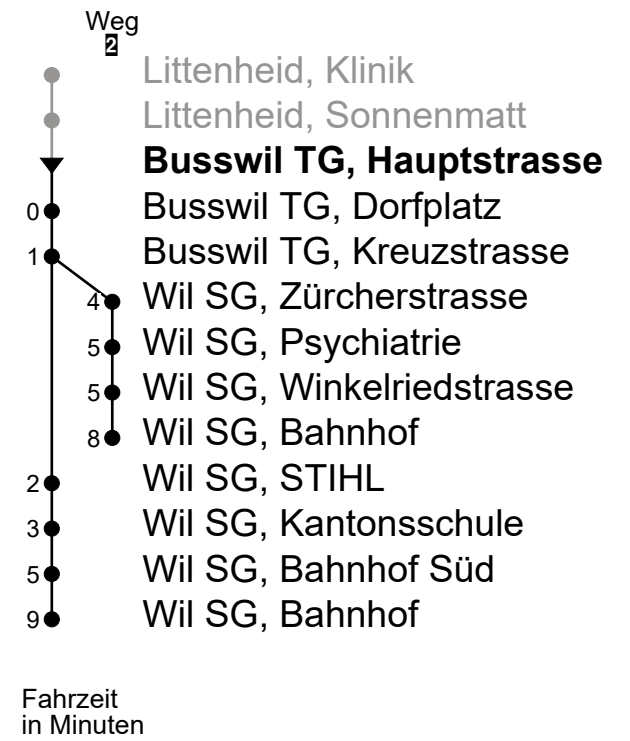 Weg
2
Littenheid, Klinik
Littenheid, Sonnenmatt
Busswil TG, Hauptstrasse
0 Busswil TG, Dorfplatz
1 Busswil TG, Kreuzstrasse
4 Wil SG, Zürcherstrasse
5 Wil SG, Psychiatrie
5 Wil SG, Winkelriedstrasse
8 Wil SG, Bahnhof
2 Wil SG, STIHL
3 Wil SG, Kantonsschule
5 Wil SG, Bahnhof Süd
9 Wil SG, Bahnhof
Fahrzeit
in Minuten